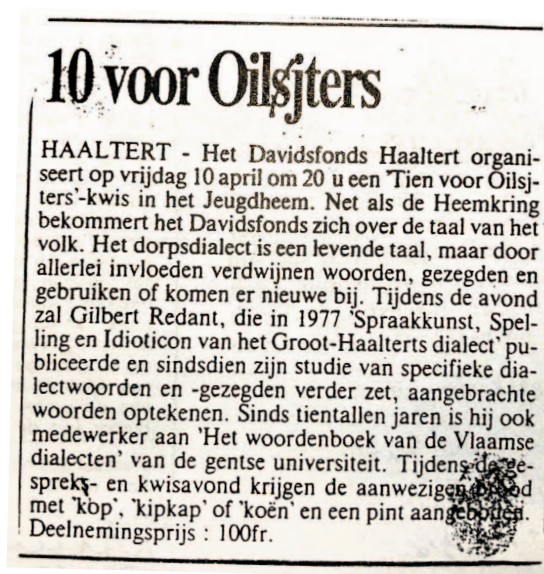 10 voor Oilsjters
HAALTERT - Het Davidsfonds Haaltert organi-
seert op vrijdag 10 april om 20 u een 'Tien voor Oilsj-
ters'-kwis in het Jeugdheem. Net als de Heemkring
bekommert het Davidsfonds zich over de taal van het
volk. Het dorpsdialect is een levende taal, maar door
allerlei invloeden verdwijnen woorden, gezegden en
gebruiken of komen er nieuwe bij. Tijdens de avond
zal Gilbert Redant, die in 1977 'Spraakkunst, Spel-
ling en Idioticon van het Groot-Haalterts dialect' pu-
bliceerde en sindsdien zijn studie van specifieke dia-
lectwoorden en -gezegden verder zet, aangebrachte
woorden optekenen. Sinds tientallen jaren is hij ook
medewerker aan 'Het woordenboek van de Vlaamse
dialecten' van de gentse universiteit. Tijdens de ge-
spreks- en kwisavond krijgen de aanwezigen brood
met 'kop', 'kipkap' of 'koën' en een pint aangeboden.
Deelnemingsprijs : 100fr.